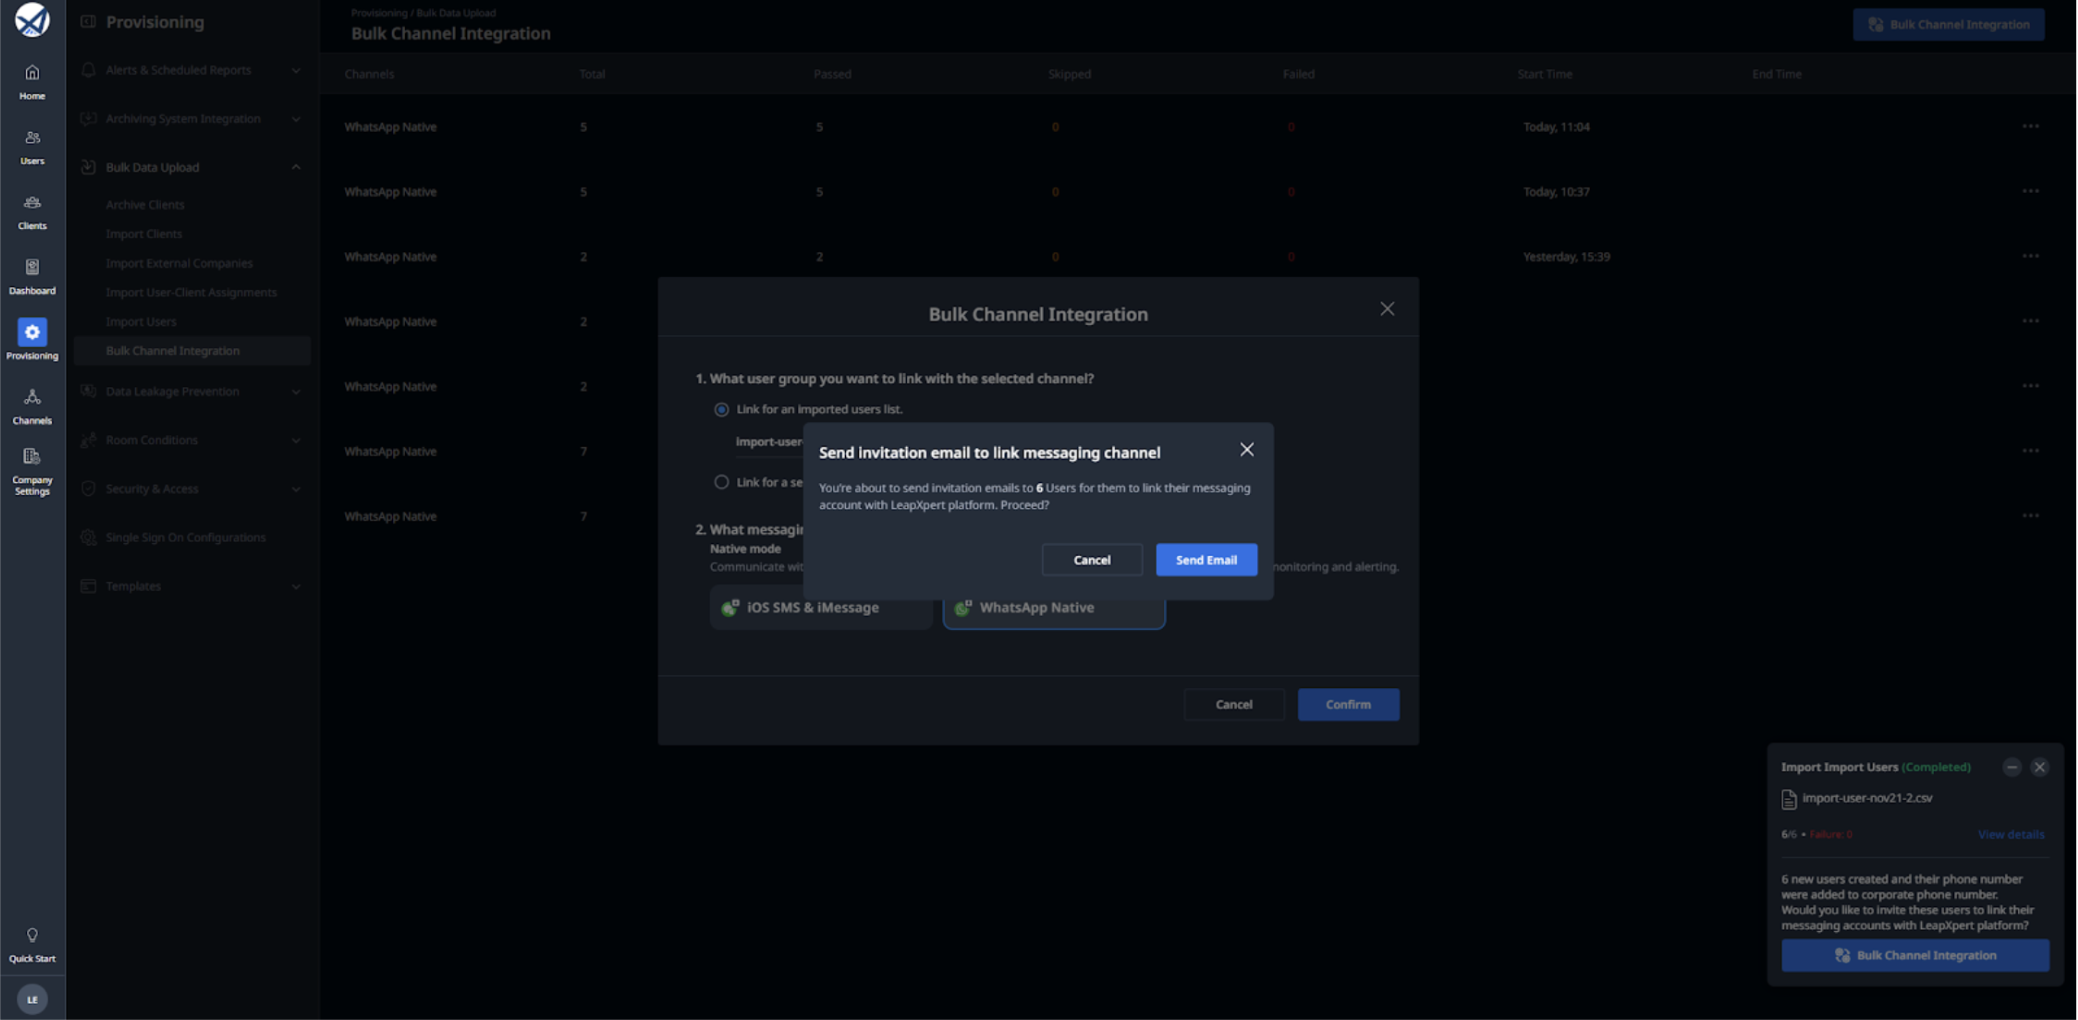 Provisioning
Provisioning / Bulk Data Upload
Bulk Channel Integration
Bulk Channel Integration
Home
Users
Clients
Dashboard
Provisioning
Channels
Company
Settings
Quick Start
LE
Alerts & Scheduled Reports
Archiving System Integration
Bulk Data Upload
Archive Clients
Import Clients
Import External Companies
Import User-Client Assignments
Import Users
Bulk Channel Integration
Data Leakage Prevention
Room Conditions
Security & Access
Single Sign On Configurations
Templates
Channels Total Passed Skipped Failed Start Time End Time
WhatsApp Native 5 5 0 0 Today, 11:04
WhatsApp Native 5 5 0 0 Today, 10:37
WhatsApp Native 2 2 0 0 Yesterday, 15:39
WhatsApp Native 2
WhatsApp Native 2
WhatsApp Native 7
WhatsApp Native 7
Bulk Channel Integration
1. What user group you want to link with the selected channel?
Link for an imported users list.
import-user-
Link for a se
2. What messagin
Native mode
Communicate wit
monitoring and alerting.
iOS SMS & iMessage
WhatsApp Native
Cancel
Confirm
Send invitation email to link messaging channel
You're about to send invitation emails to 6 Users for them to link their messaging
account with LeapXpert platform. Proceed?
Cancel
Send Email
Import Import Users (Completed)
import-user-nov21-2.csv
6/6 • Failure: 0
View details
6 new users created and their phone number
were added to corporate phone number.
Would you like to invite these users to link their
messaging accounts with LeapXpert platform?
Bulk Channel Integration